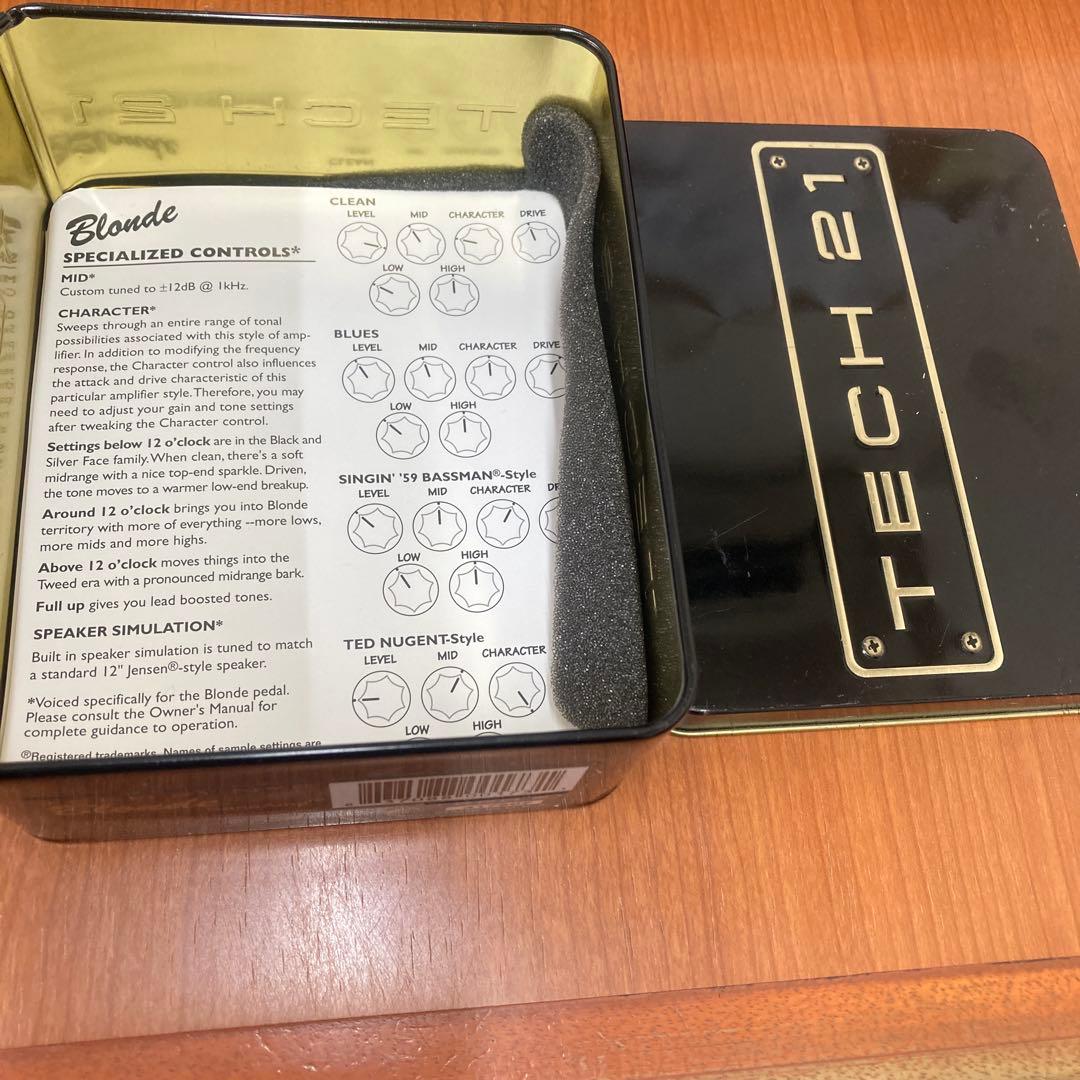 Blonde
SPECIALIZED CONTROLS*
MID*
Custom tuned to ±12dB @ 1kHz.
CHARACTER*
Sweeps through an entire range of tonal
possibilities associated with this style of amp-
lifier. In addition to modifying the frequency
response, the Character control also influences
the attack and drive characteristic of this
particular amplifier style. Therefore, you may
need to adjust your gain and tone settings
after tweaking the Character control.
Settings below 12 o'clock are in the Black and
Silver Face family. When clean, there's a soft
midrange with a nice top-end sparkle. Driven,
the tone moves to a warmer low-end breakup.
Around 12 o'clock brings you into Blonde
territory with more of everything --more lows,
more mids and more highs.
Above 12 o'clock moves things into the
Tweed era with a pronounced midrange bark.
Full up gives you lead boosted tones.
SPEAKER SIMULATION*
Built in speaker simulation is tuned to match
a standard 12" Jensen®-style speaker.
*Voiced specifically for the Blonde pedal.
Please consult the Owner's Manual for
complete guidance to operation.
®Registered trademarks. Names of sample settings are
CLEAN
LEVEL MID CHARACTER DRIVE
LOW HIGH
BLUES
LEVEL MID CHARACTER DRIVE
LOW HIGH
SINGIN' '59 BASSMAN®-Style
LEVEL MID CHARACTER DR
LOW HIGH
TED NUGENT-Style
LEVEL MID CHARACTER
LOW HIGH
TECH 21
TECH 21
CLEAN